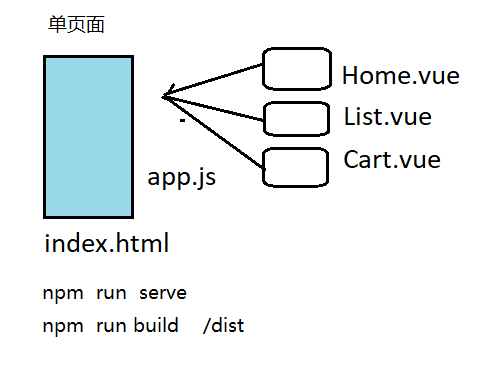 单页面
Home.vue
List.vue
Cart.vue
app.js
index.html
npm run serve
npm run build /dist